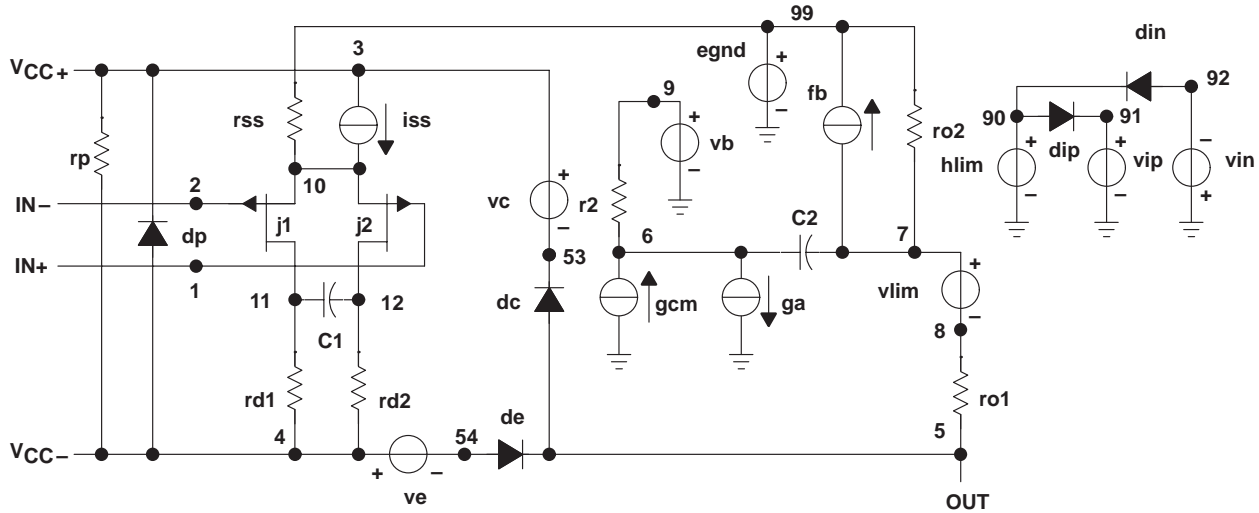 99
3
V CC+
rss
iss
rp
2
10
IN−
j1
j2
dp
IN+
1
11
12
C1
rd1
rd2
4
V CC−
+
−
ve
54
de
vc
+
−
53
dc
9
+
−
vb
r2
6
gcm
ga
C2
egnd
+
−
fb
ro2
7
vlim
+
−
8
ro1
5
OUT
din
92
90
91
dip
hlim
+
−
vip
+
−
vin
−
+